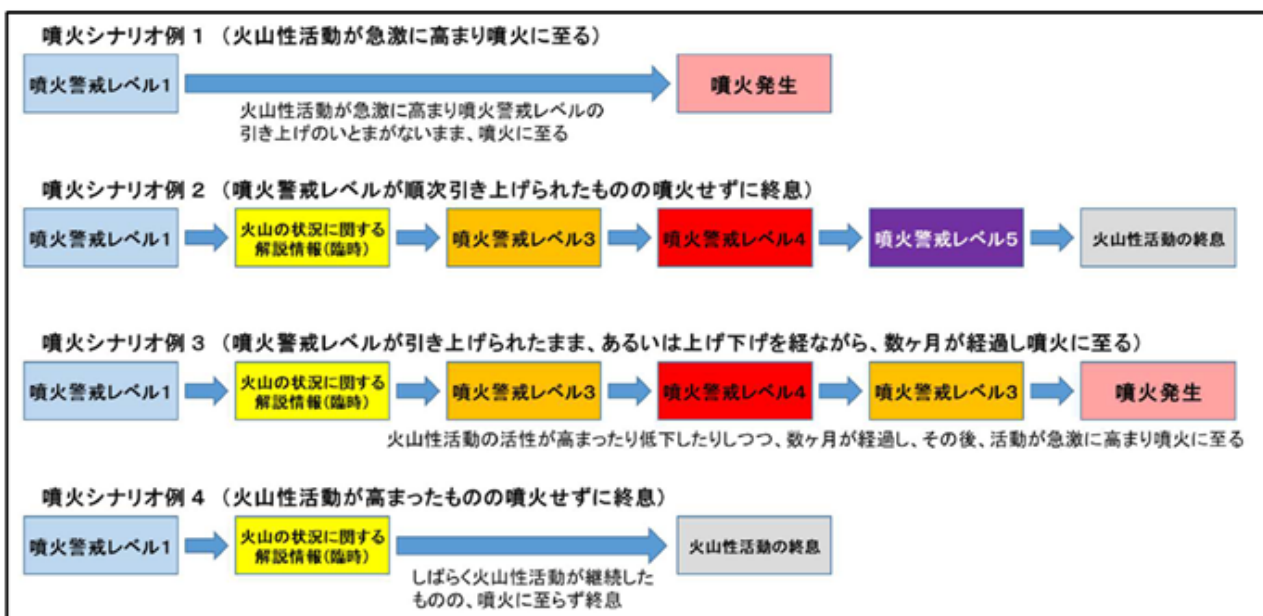 噴火シナリオ例1 (火山性活動が急激に高まり噴火に至る)
噴火警戒レベル1
噴火発生
火山性活動が急激に高まり噴火警戒レベルの
引き上げのいとまがないまま、噴火に至る
噴火シナリオ例2 (噴火警戒レベルが順次引き上げられたものの噴火せずに終息)
噴火警戒レベル1
火山の状況に関する
解説情報(臨時)
噴火警戒レベル3
噴火警戒レベル4
噴火警戒レベル5
火山性活動の終息
噴火シナリオ例3 (噴火警戒レベルが引き上げられたまま、あるいは上げ下げを経ながら、数ヶ月が経過し噴火に至る)
噴火警戒レベル1
火山の状況に関する
解説情報(臨時)
噴火警戒レベル3
噴火警戒レベル4
噴火警戒レベル3
噴火発生
火山性活動の活性が高まったり低下したりしつつ、数ヶ月が経過し、その後、活動が急激に高まり噴火に至る
噴火シナリオ例4 (火山性活動が高まったものの噴火せずに終息)
噴火警戒レベル1
火山の状況に関する
解説情報(臨時)
火山性活動の終息
しばらく火山性活動が継続した
ものの、噴火に至らず終息